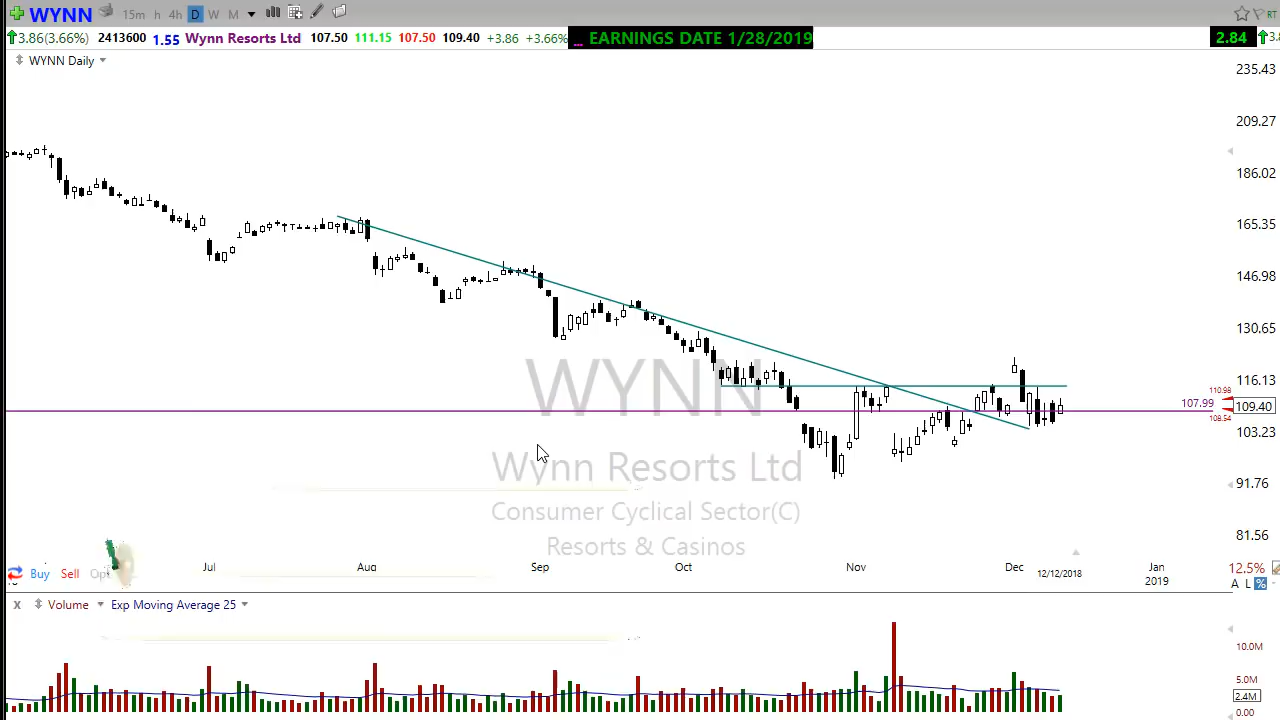 WYNN 15m h 4h D W M RT
3.86(3.66%) 2413600 1.55 Wynn Resorts Ltd 107.50 111.15 107.50 109.40 +3.86 +3.66% ... EARNINGS DATE 1/28/2019 2.84
WYNN Daily
235.43
209.27
186.02
165.35
146.98
130.65
116.13
110.98
107.99
109.40
108.54
103.23
91.76
81.56
WYNN
Wynn Resorts Ltd
Consumer Cyclical Sector(C)
Resorts & Casinos
Jul Aug Sep Oct Nov Dec Jan
12/12/2018 2019
Buy Sell
12.5%
A L %
X Volume Exp Moving Average 25
10.0M
5.0M
2.4M
0.00